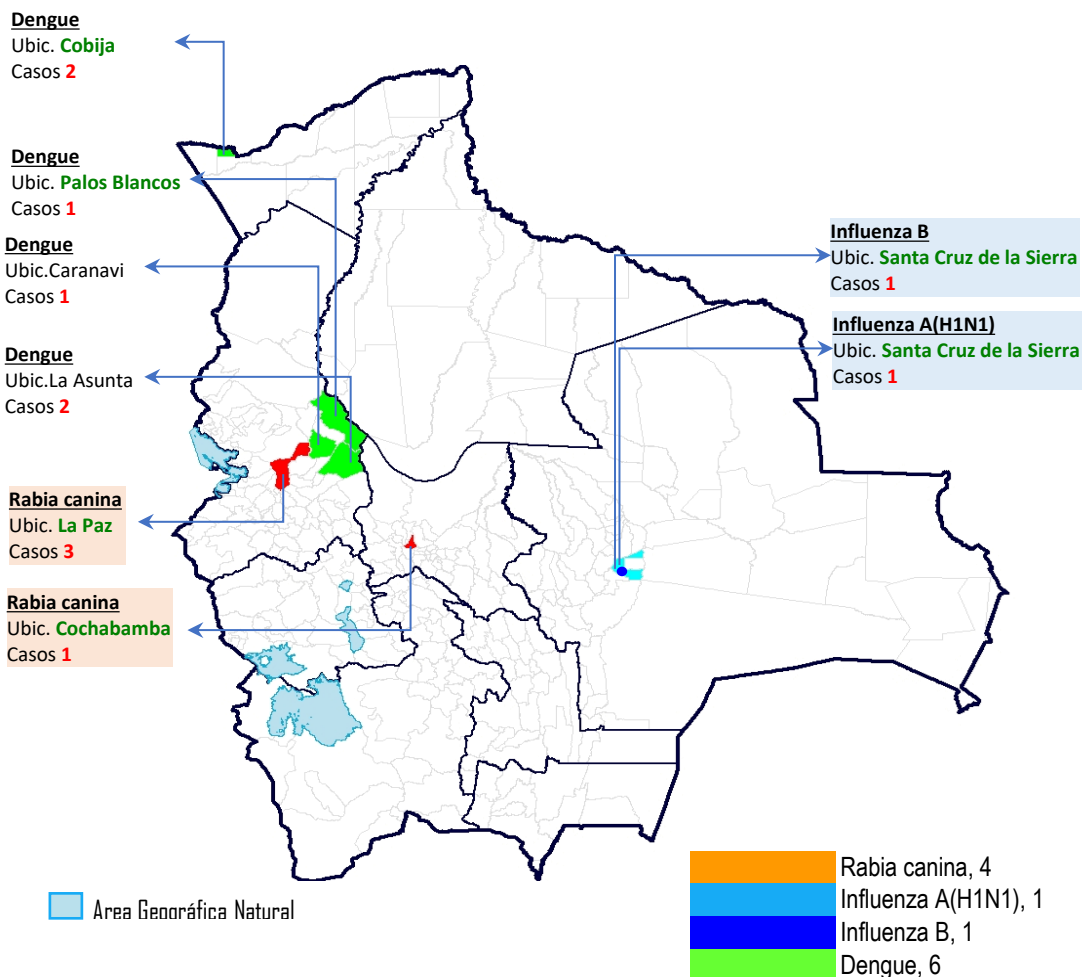 Dengue
Ubic. Cobija
Casos 2
Dengue
Ubic. Palos Blancos
Casos 1
Dengue
Ubic.Caranavi
Casos 1
Dengue
Ubic.La Asunta
Casos 2
Rabia canina
Ubic. La Paz
Casos 3
Rabia canina
Ubic. Cochabamba
Casos 1
Influenza B
Ubic. Santa Cruz de la Sierra
Casos 1
Influenza A(H1N1)
Ubic. Santa Cruz de la Sierra
Casos 1
Area Geográfica Natural
Rabia canina, 4
Influenza A(H1N1), 1
Influenza B, 1
Dengue, 6